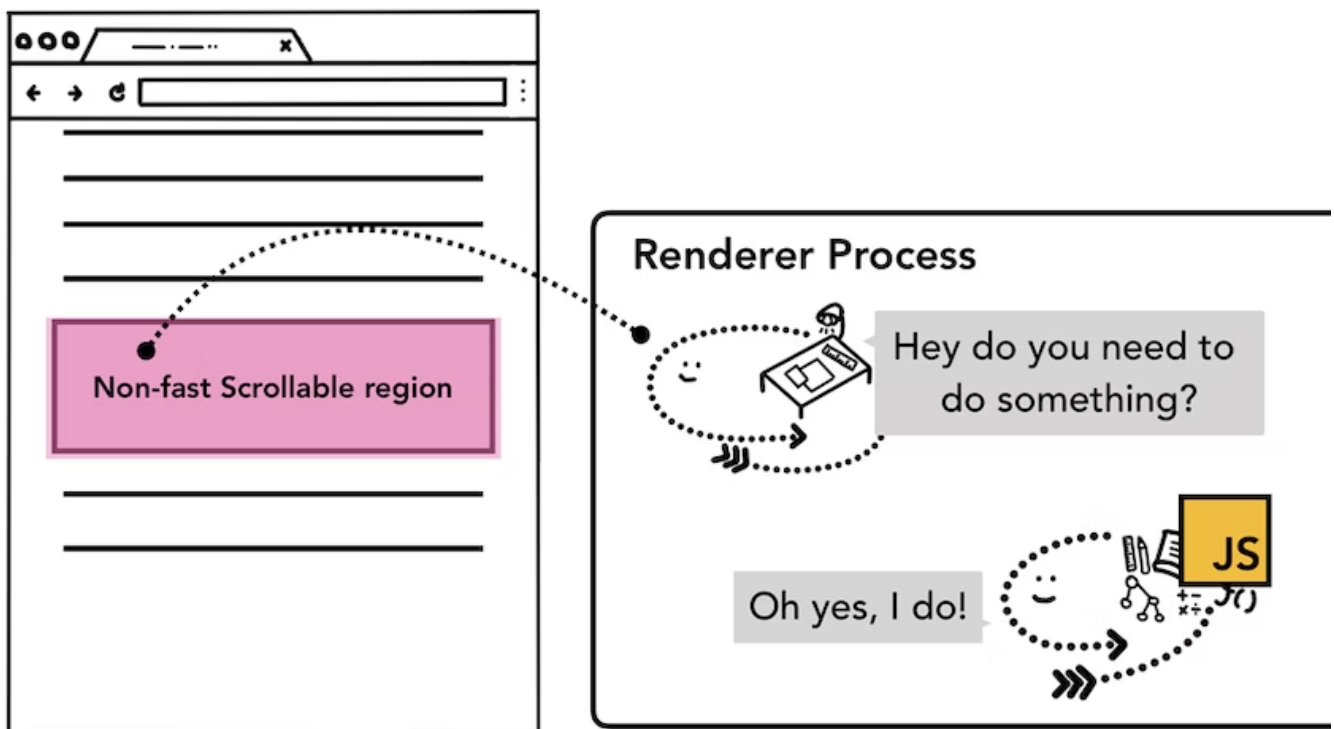 Non-fast Scrollable region
Renderer Process
Hey do you need to
do something?
JS
Oh yes, I do!